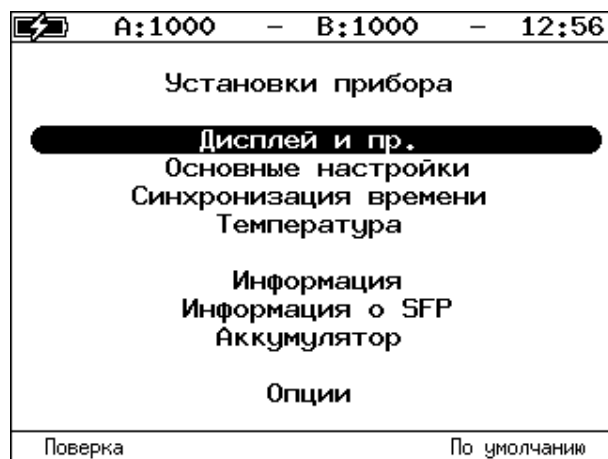 A:1000 – B:1000 – 12:56
Установки прибора
Дисплей и пр.
Основные настройки
Синхронизация времени
Температура
Информация
Информация о SFP
Аккумулятор
Опции
Поверка По умолчанию